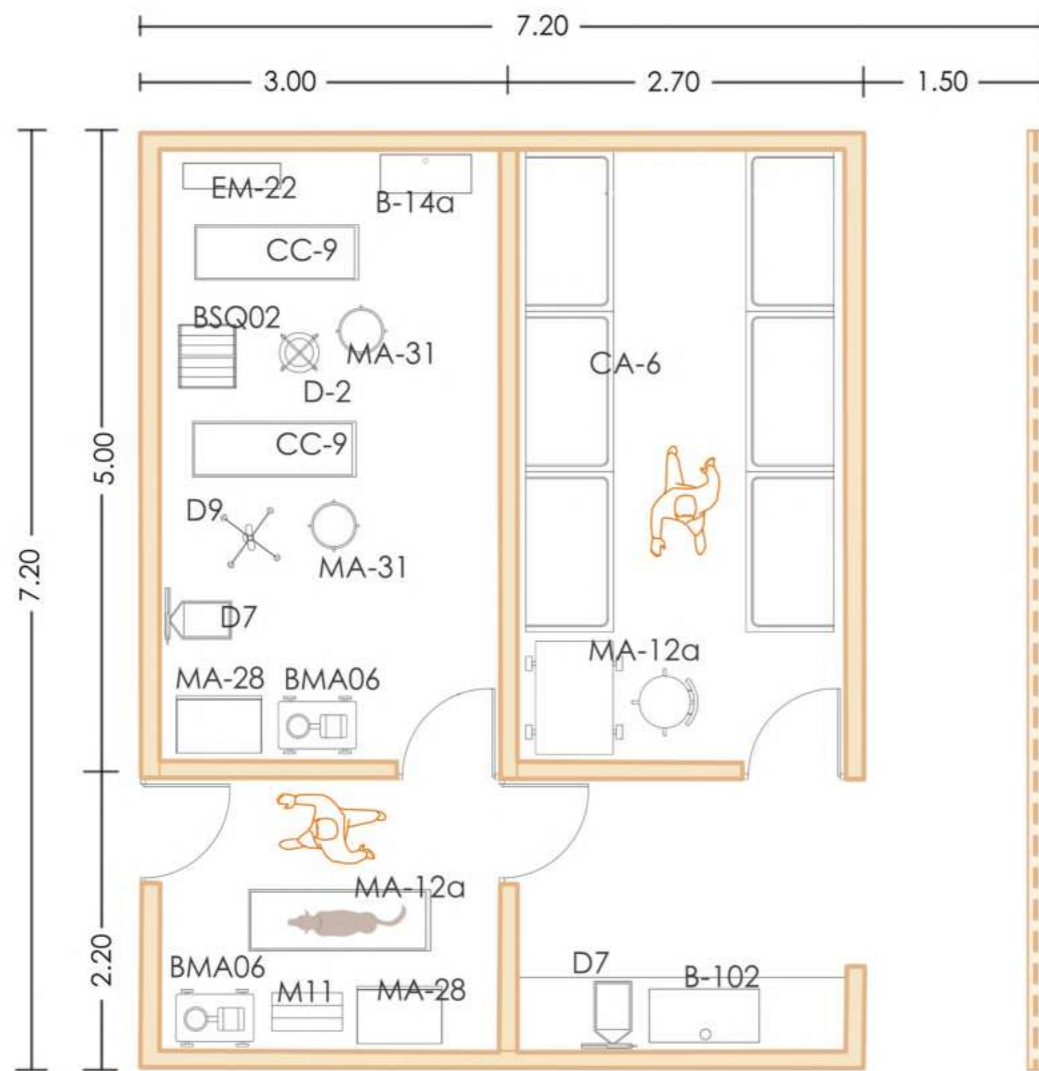 7.20
3.00
2.70
1.50
EM-22
B-14a
CC-9
BSQ02
MA-31
CA-6
D-2
CC-9
5.00
D9
7.20
MA-31
D7
MA-12a
MA-28
BMA06
MA-12a
2.20
BMA06
M11
MA-28
D7
B-102